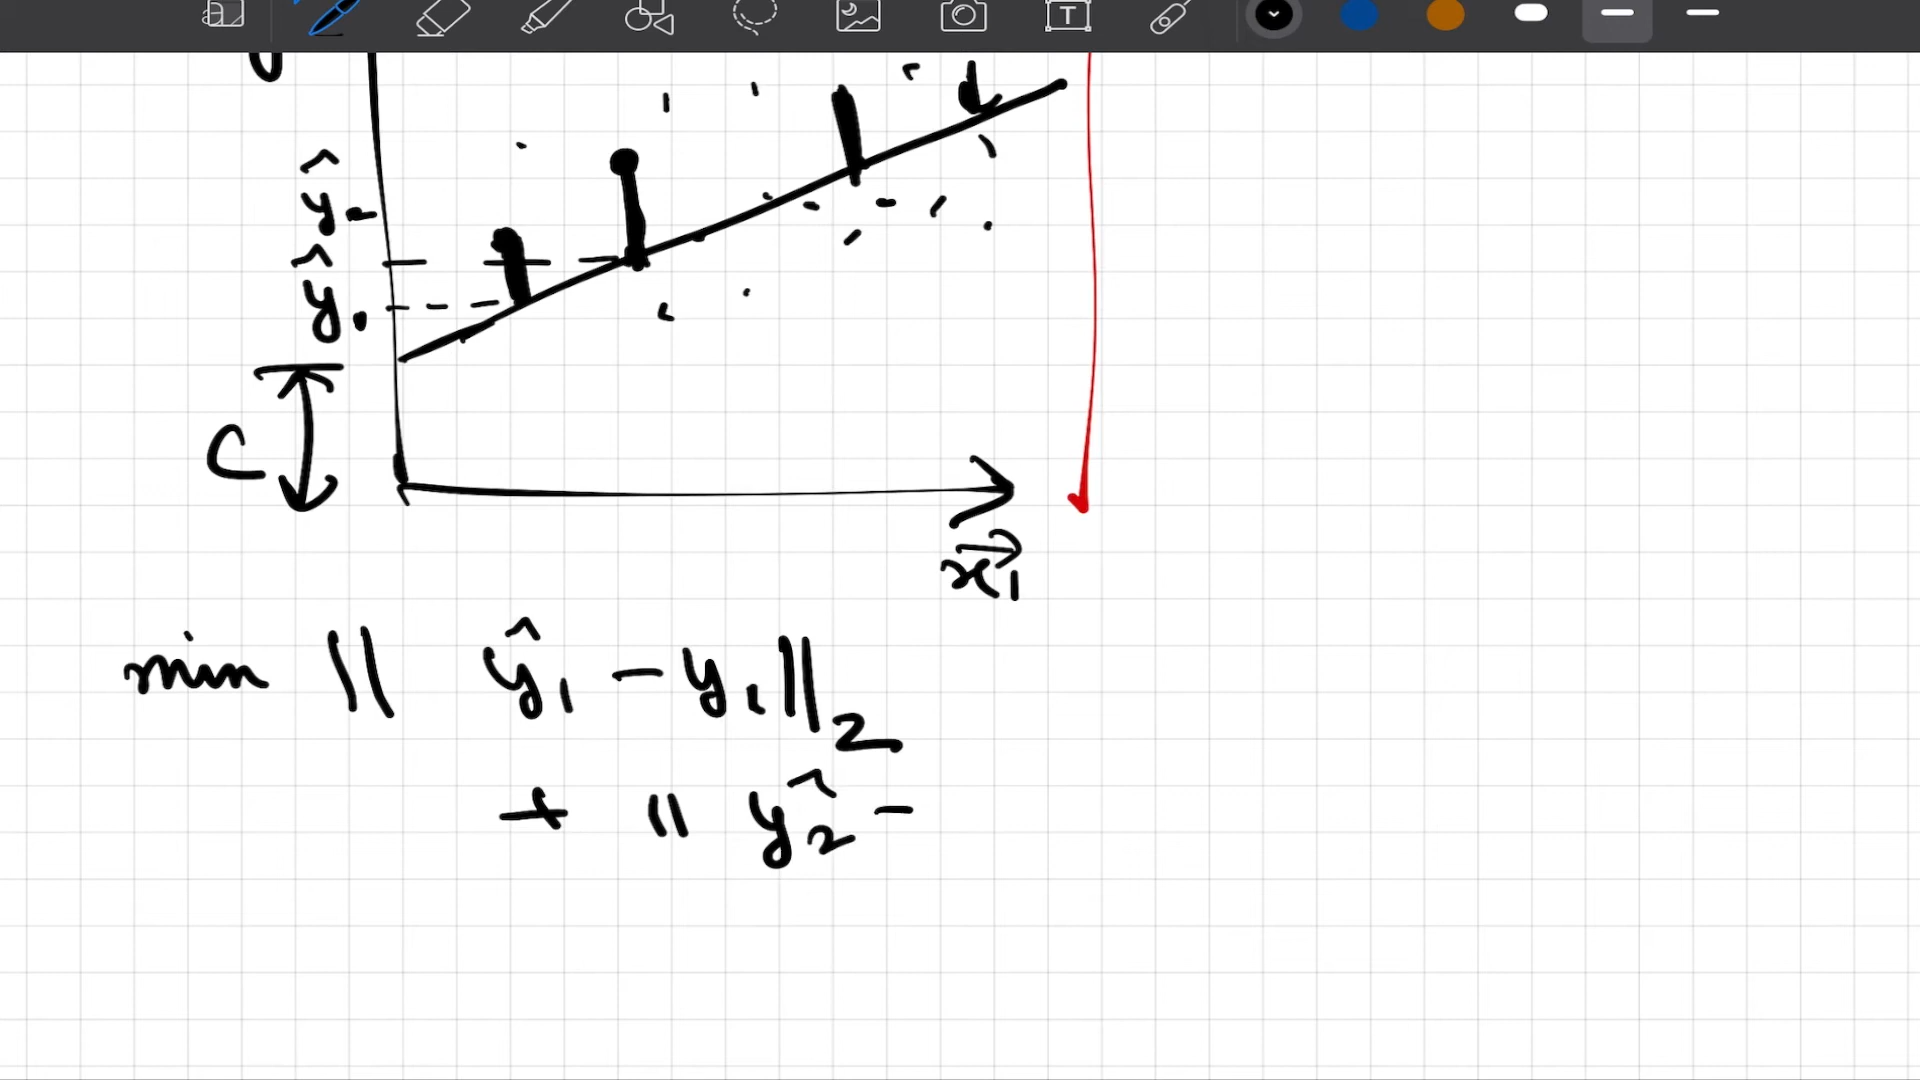 T
ŷ₂
ŷ₁
C
x⃗₁
min || ŷ₁ - y₁||₂
+ || ŷ₂ -